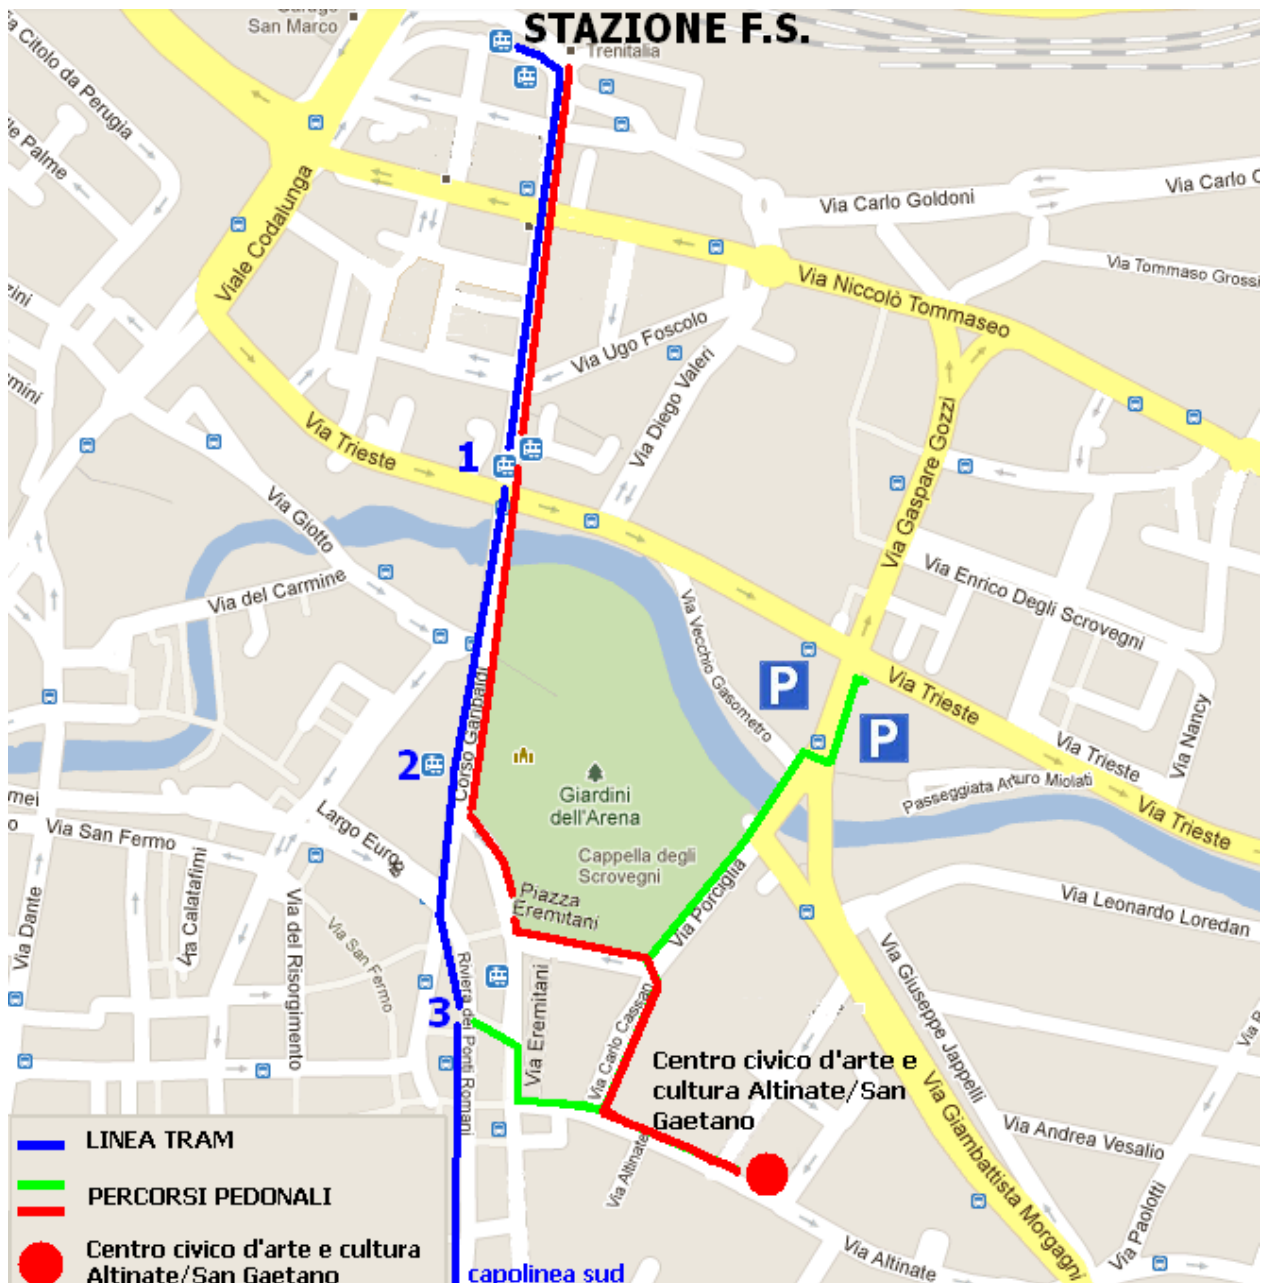 STAZIONE F.S.
San Marco
Trenitalia
Via Citolo da Perugia
Palme
Viale Codalunga
Via Carlo Goldoni
Via Carlo
Via Tommaso Grossi
Via Niccolò Tommaseo
Via Ugo Foscolo
Via Diego Valeri
Via Trieste
1
Via Gaspare Gozzi
Via Giotto
Via Enrico Degli Scrovegni
Via del Carmine
Via Vecchio Gasometro
Corso Garibaldi
P
Via Trieste
P
Via Nancy
2
Via Trieste
Passeggiata Arturo Miolati
Via Trieste
Giardini
dell'Arena
Via San Fermo
Largo Europa
Cappella degli
Scrovegni
Via Calatafimi
Via Dante
Via del Risorgimento
Via San Fermo
Piazza
Eremitani
Via Porciglia
Via Leonardo Loredan
Via Giuseppe Jappelli
3
Riviera dei Ponti Romani
Via Eremitani
Via Carlo Cassan
Centro civico d'arte e
cultura Altinate/San
Gaetano
Via Giambattista Morgagni
Via Andrea Vesalio
Via Altinate
Via Paolotti
Via Altinate
LINEA TRAM
PERCORSI PEDONALI
Centro civico d'arte e cultura
Altinate/San Gaetano
capolinea sud